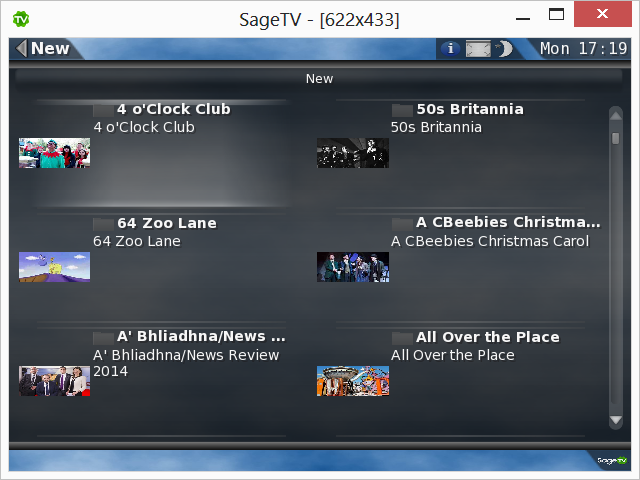 SageTV - [622x433]
New
Mon 17:19
New
4 o'Clock Club
4 o'Clock Club
50s Britannia
50s Britannia
64 Zoo Lane
64 Zoo Lane
A CBeebies Christma...
A CBeebies Christmas Carol
A' Bhliadhna/News ...
A' Bhliadhna/News Review
2014
All Over the Place
All Over the Place
SageTV